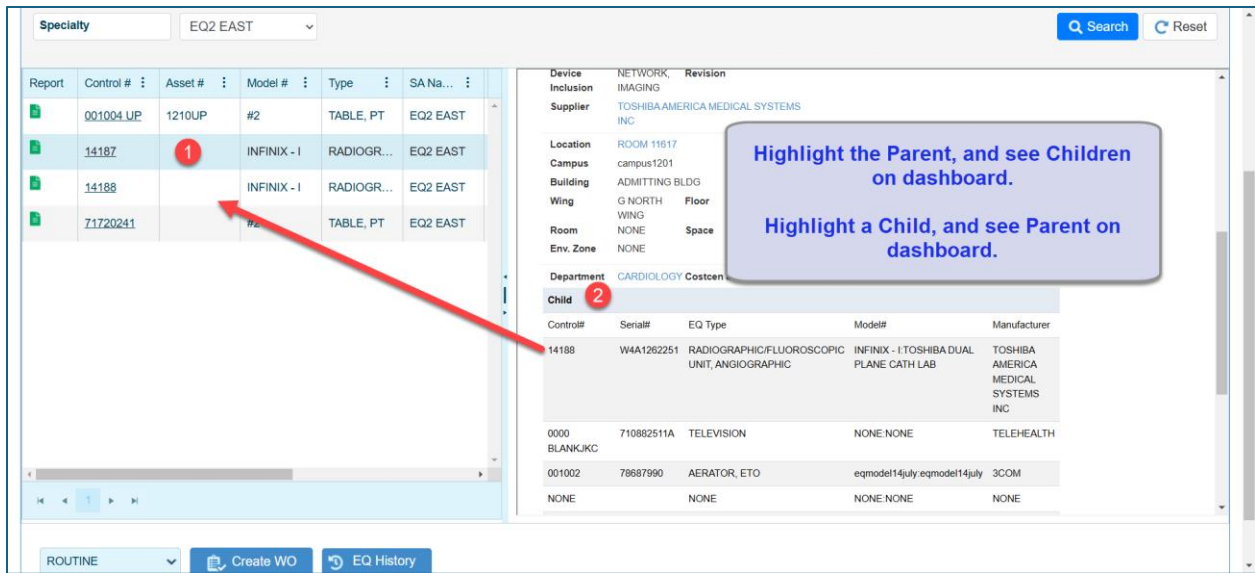 Specialty
EQ2 EAST
Search
Reset
Report Control # Asset # Model # Type SA Na...
001004 UP 1210UP #2 TABLE, PT EQ2 EAST
14187 1 INFINIX - I RADIOGR... EQ2 EAST
14188 INFINIX - I RADIOGR... EQ2 EAST
71720241 TABLE, PT EQ2 EAST
1
Device NETWORK, Revision
Inclusion IMAGING
Supplier TOSHIBA AMERICA MEDICAL SYSTEMS
INC
Location ROOM 11617
Campus campus1201
Building ADMITTING BLDG
Wing G NORTH Floor
WING
Room NONE Space
Env. Zone NONE
Department CARDIOLOGY
Highlight the Parent, and see Children
on dashboard.
Highlight a Child, and see Parent on
dashboard.
Child 2
Control# Serial# EQ Type Model# Manufacturer
14188 W4A1262251 RADIOGRAPHIC/FLUOROSCOPIC INFINIX - I:TOSHIBA DUAL TOSHIBA
UNIT, ANGIOGRAPHIC PLANE CATH LAB AMERICA
MEDICAL
SYSTEMS
INC
0000 710882511A TELEVISION NONE:NONE TELEHEALTH
BLANKJKC
001002 78687990 AERATOR, ETO eqmodel14july:eqmodel14july 3COM
NONE NONE NONE:NONE NONE
ROUTINE
Create WO
EQ History